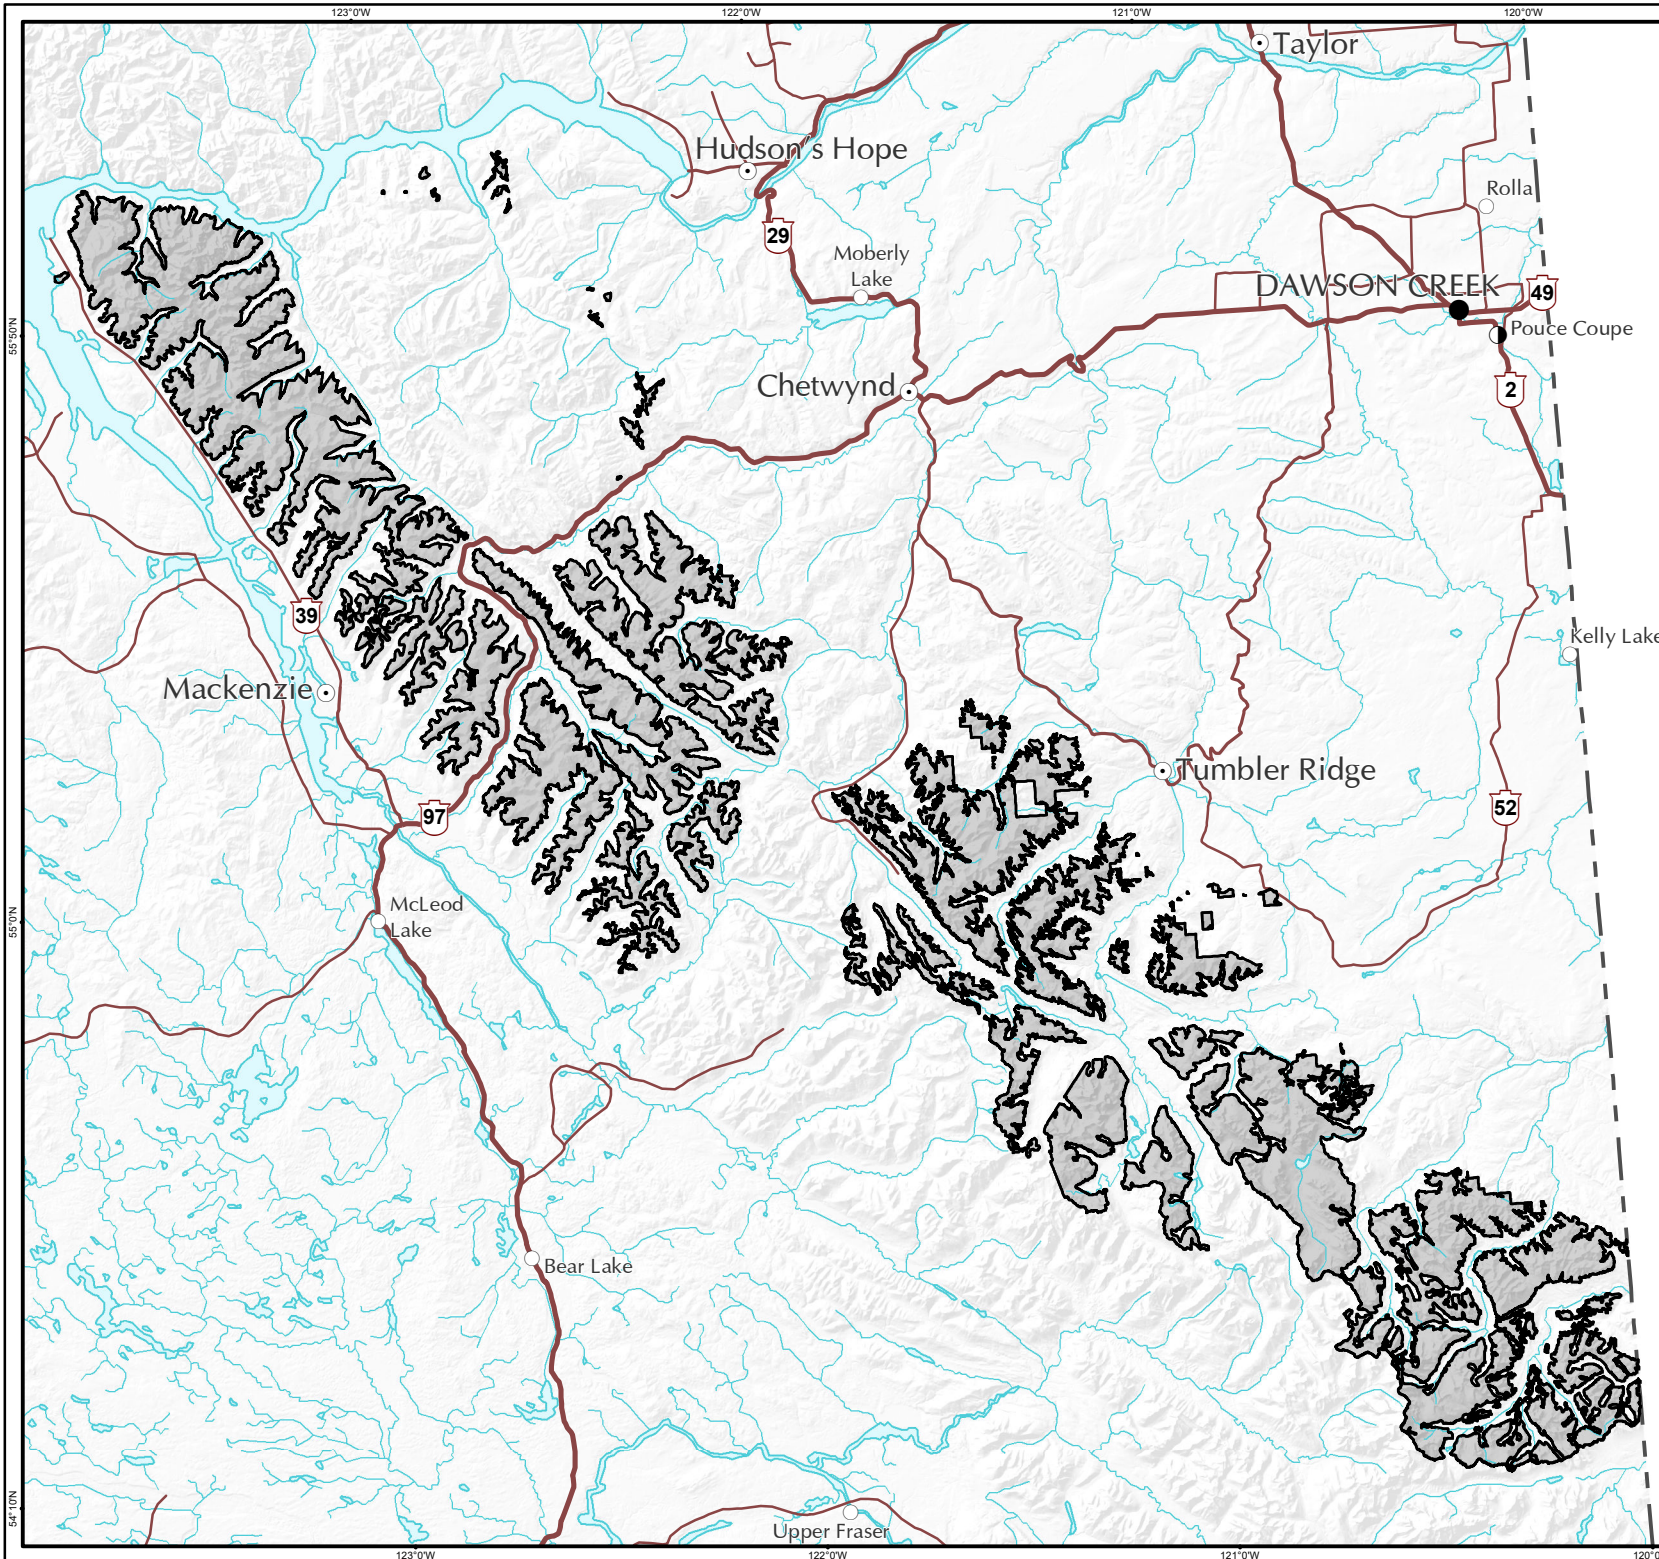 123°0'W
122°0'W
121°0'W
120°0'W
Taylor
Hudson's Hope
Rolla
29
Moberly
Lake
DAWSON CREEK
49
55°50'N
Pouce Coupe
Chetwynd
2
39
Kelly Lake
Mackenzie
Tumbler Ridge
97
52
McLeod
Lake
55°0'N
Bear Lake
54°10'N
Upper Fraser
123°0'W
122°0'W
121°0'W
120°0